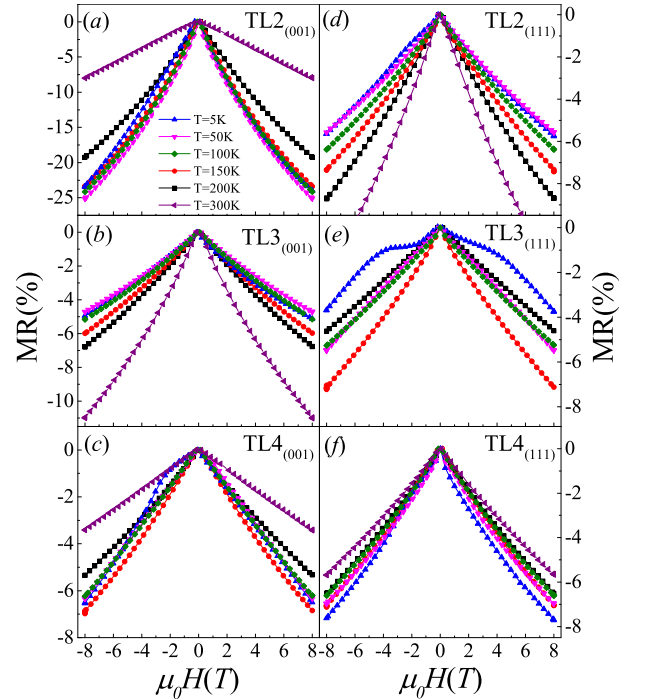 (a) TL2(001)
0
-5
-10
-15
-20
-25
T=5K
T=50K
T=100K
T=150K
T=200K
T=300K
(d) TL2(111)
0
-2
-4
-6
-8
(b) TL3(001)
0
-2
-4
-6
-8
-10
MR(%)
(e) TL3(111)
0
-2
-4
-6
-8
MR(%)
(c) TL4(001)
0
-2
-4
-6
-8
-8 -6 -4 -2 0 2 4 6 8
μ0H(T)
(f) TL4(111)
0
-2
-4
-6
-8
-8 -6 -4 -2 0 2 4 6 8
μ0H(T)